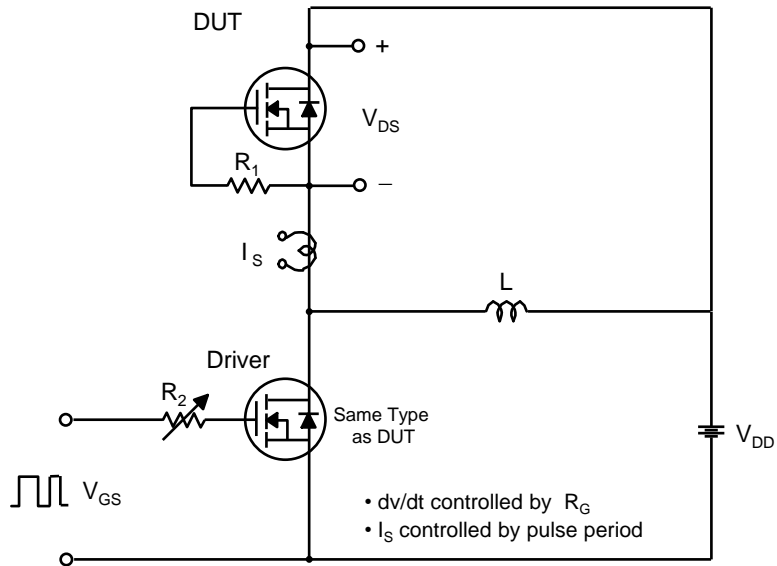 DUT
+
V_DS
R_1
−
I_S
L
Driver
R_2
Same Type
as DUT
V_DD
V_GS
• dv/dt controlled by R_G
• I_S controlled by pulse period